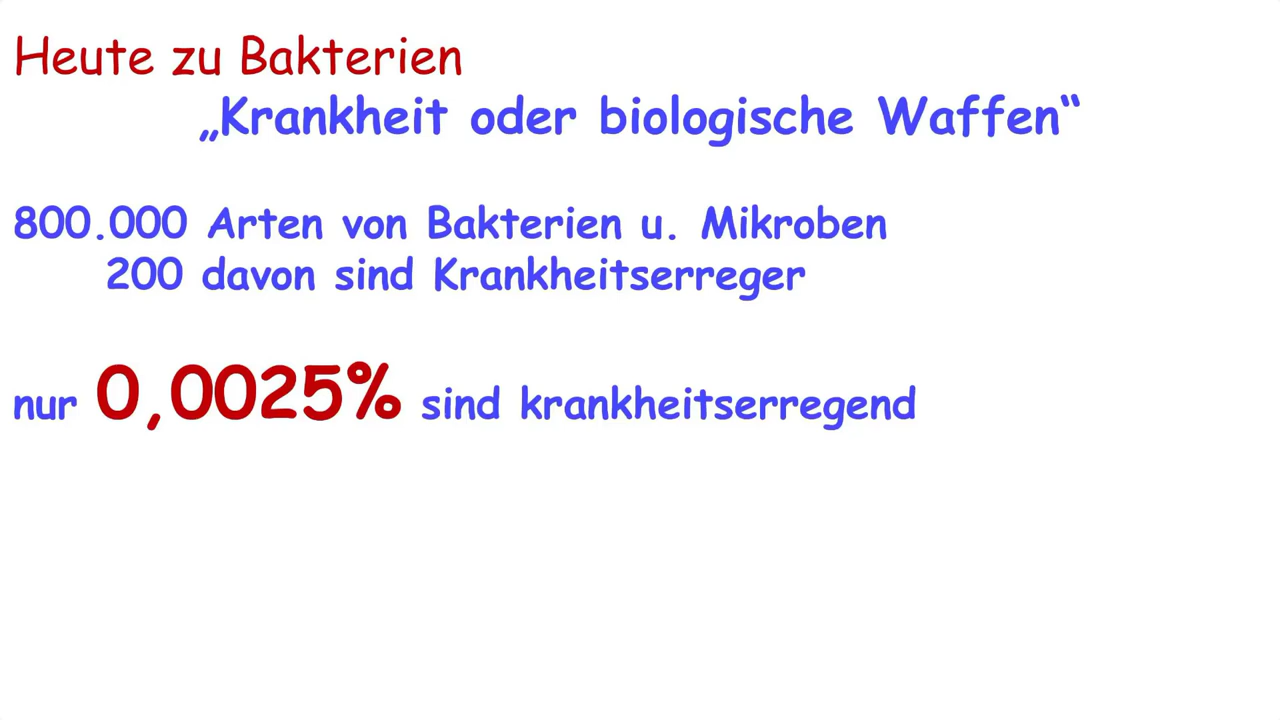 Heute zu Bakterien
„Krankheit oder biologische Waffen“
800.000 Arten von Bakterien u. Mikroben
200 davon sind Krankheitserreger
nur 0,0025% sind krankheitserregend